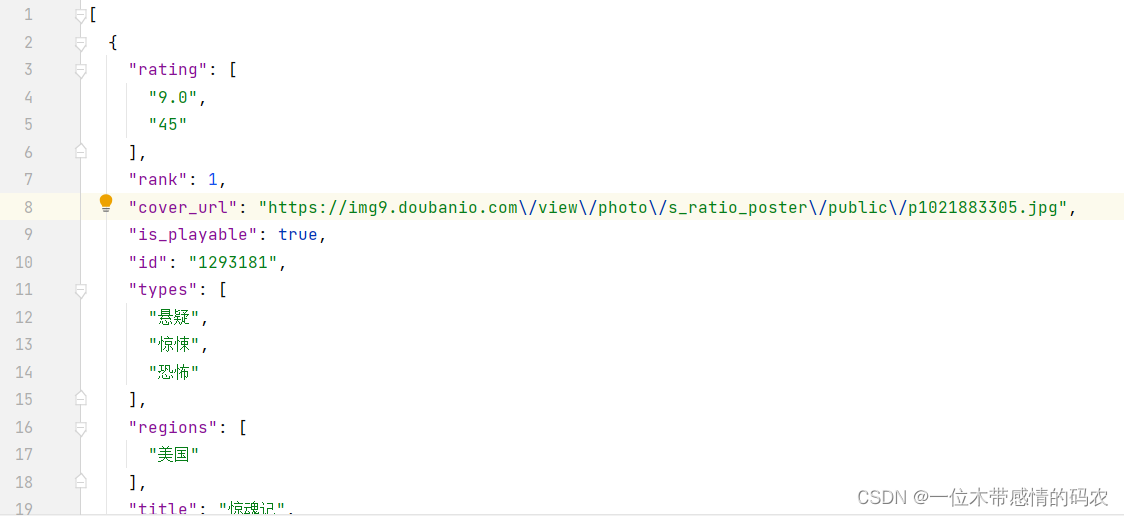 1 [
2 {
3 "rating": [
4 "9.0",
5 "45"
6 ],
7 "rank": 1,
8 "cover_url": "https://img9.doubanio.com\/view\/photo\/s_ratio_poster\/public\/p1021883305.jpg",
9 "is_playable": true,
10 "id": "1293181",
11 "types": [
12 "悬疑",
13 "惊悚",
14 "恐怖"
15 ],
16 "regions": [
17 "美国"
18 ],
19 "title": "惊魂记",
CSDN @一位木带感情的码农